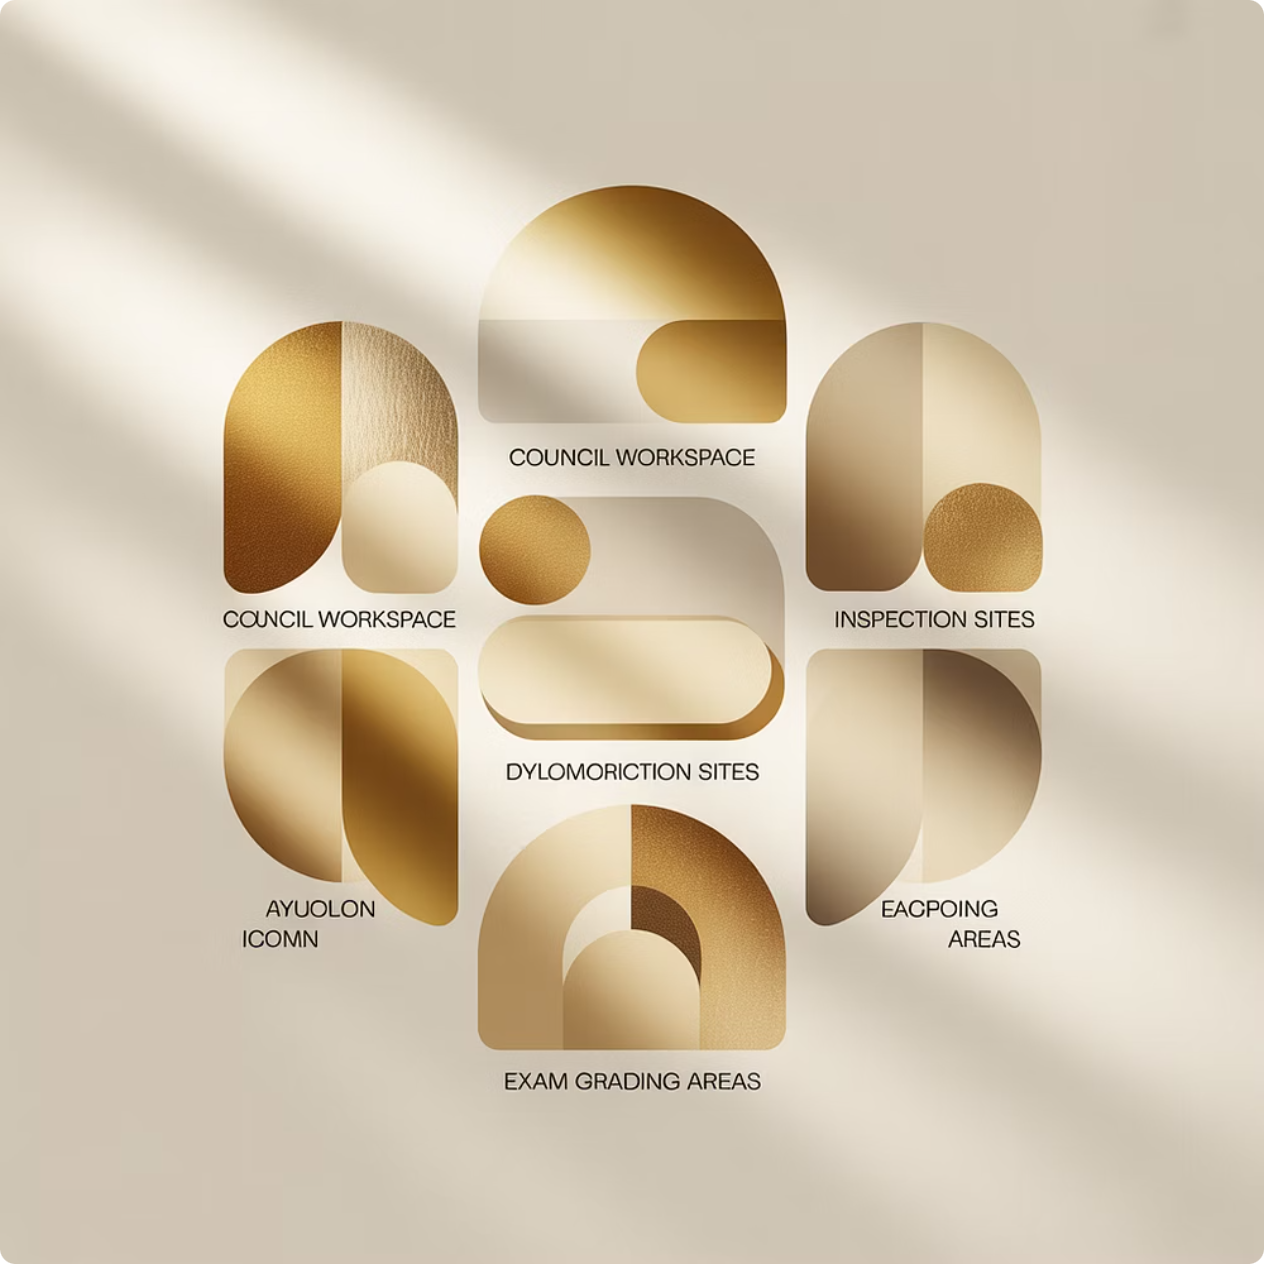 COUNCIL WORKSPACE
COUNCIL WORKSPACE
INSPECTION SITES
DYLOMORICTION SITES
AYUOLON
ICOMN
EACPOING
AREAS
EXAM GRADING AREAS